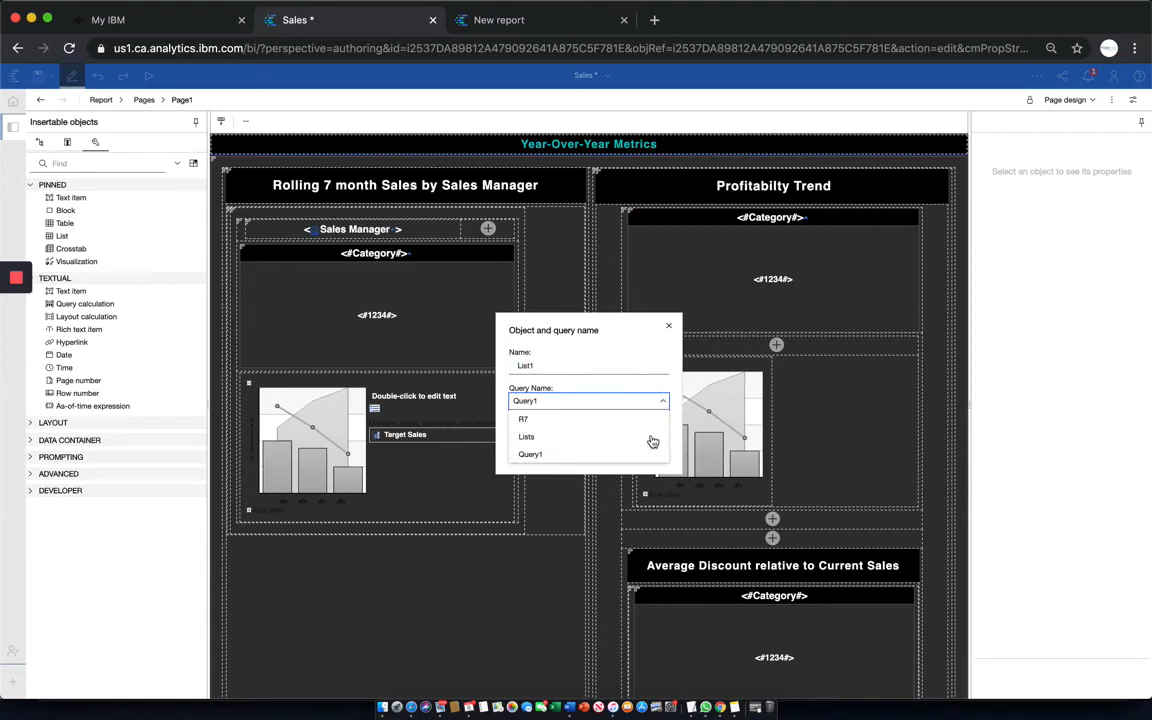 My IBM
Sales *
New report
us1.ca.analytics.ibm.com/bi/?perspective=authoring&id=i2537DA89812A479092641A875C5F781E&objRef=i2537DA89812A479092641A875C5F781E&action=edit&cmPropStr...
Sales *
1
Report > Pages > Page1
Page design
Insertable objects
Find
PINNED
Text item
Block
Table
List
Crosstab
Visualization
TEXTUAL
Text item
Query calculation
Layout calculation
Rich text item
Hyperlink
Date
Time
Page number
Row number
As-of-time expression
LAYOUT
DATA CONTAINER
PROMPTING
ADVANCED
DEVELOPER
Year-Over-Year Metrics
Rolling 7 month Sales by Sales Manager
< Sales Manager >
<#Category#>
<#1234#>
Double-click to edit text
Target Sales
Profitabilty Trend
<#Category#>
<#1234#>
Average Discount relative to Current Sales
<#Category#>
<#1234#>
Object and query name
Name:
List1
Query Name:
Query1
R7
Lists
Query1
Select an object to see its properties